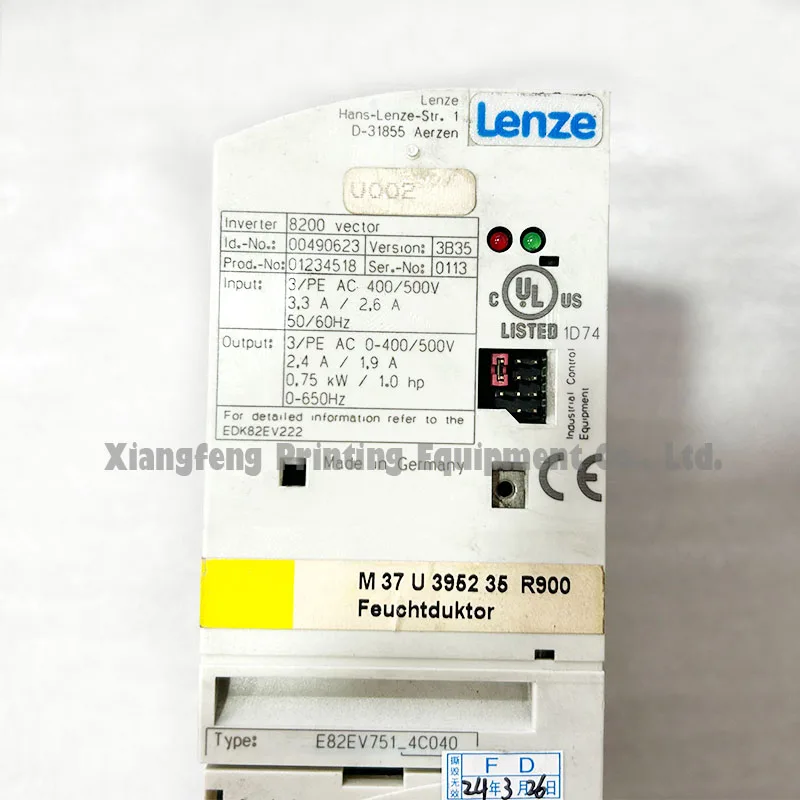 Lenze
Hans-Lenze-Str. 1
D-31855 Aerzen
Lenze
U002
Inverter 8200 vector
Id.-No.: 00490623 Version: 3B35
Prod.-No: 01234518 Ser.-No: 0113
Input: 3/PE AC 400/500V
3,3 A / 2,6 A
50/60Hz
Output: 3/PE AC 0-400/500V
2,4 A / 1,9 A
0,75 kW / 1.0 hp
0-650Hz
For detailed information refer to the
EDK82EV222
C UL US
LISTED 1D74
Industrial Control
Equipment
Xiangfeng Printing Equipment Co., Ltd.
Made in Germany
CE
M 37 U 3952 35 R900
Feuchtduktor
Type: E82EV751_4C040
撕毁无效
F D
24年3月26日